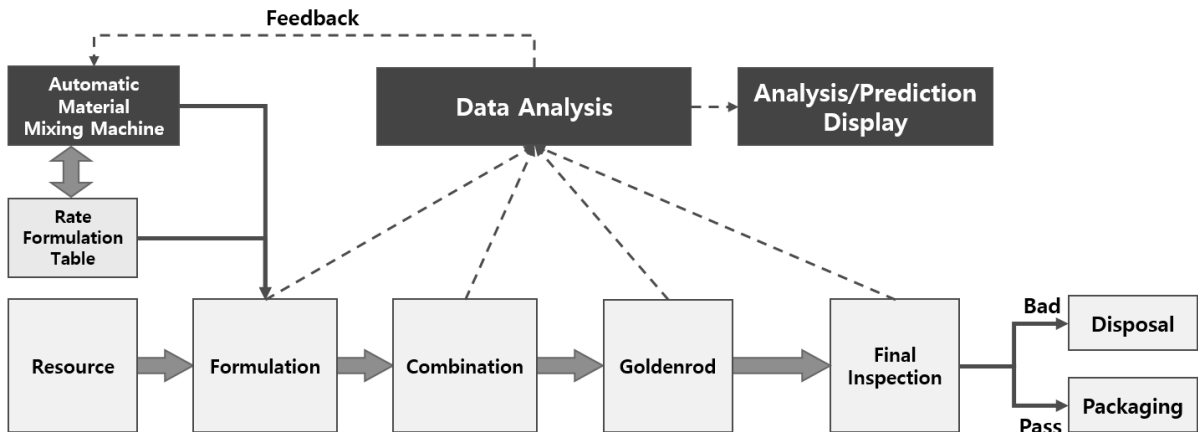 Feedback
Automatic
Material
Mixing Machine
Data Analysis
Analysis/Prediction
Display
Rate
Formulation
Table
Resource
Formulation
Combination
Goldenrod
Final
Inspection
Bad
Disposal
Pass
Packaging